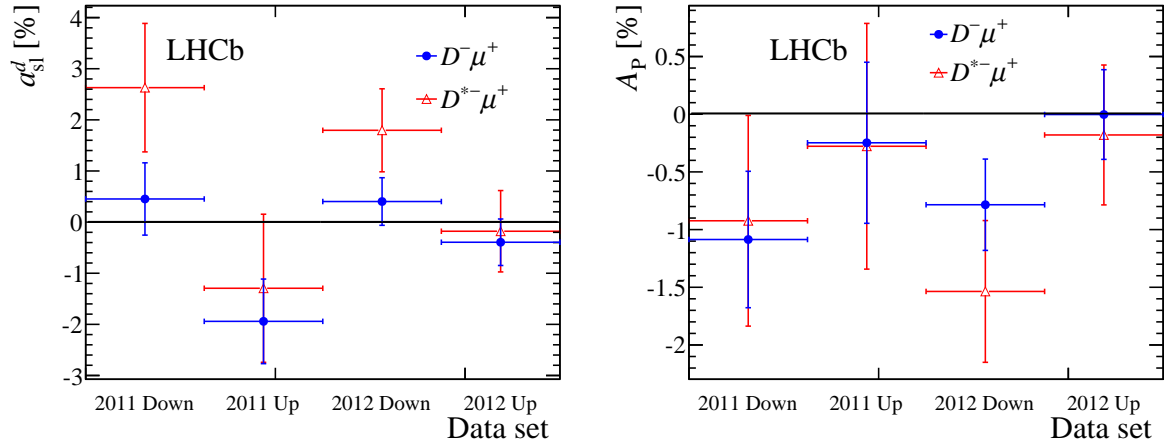 a_sl^d [%]
4
3
2
1
0
-1
-2
-3
LHCb
D⁻μ⁺
D*⁻μ⁺
2011 Down 2011 Up 2012 Down 2012 Up
Data set
A_P [%]
0.5
0
-0.5
-1
-1.5
-2
LHCb
D⁻μ⁺
D*⁻μ⁺
2011 Down 2011 Up 2012 Down 2012 Up
Data set